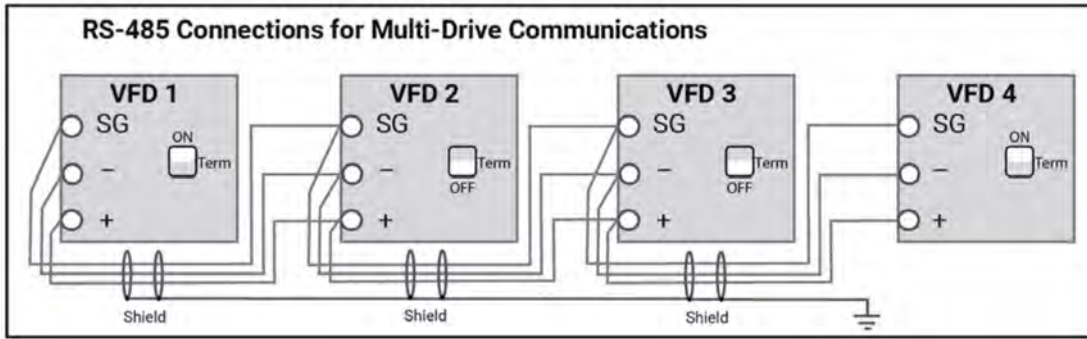 RS-485 Connections for Multi-Drive Communications
VFD 1
SG
ON
Term
−
+
VFD 2
SG
Term
OFF
−
+
VFD 3
SG
Term
OFF
−
+
VFD 4
SG
ON
Term
−
+
Shield
Shield
Shield